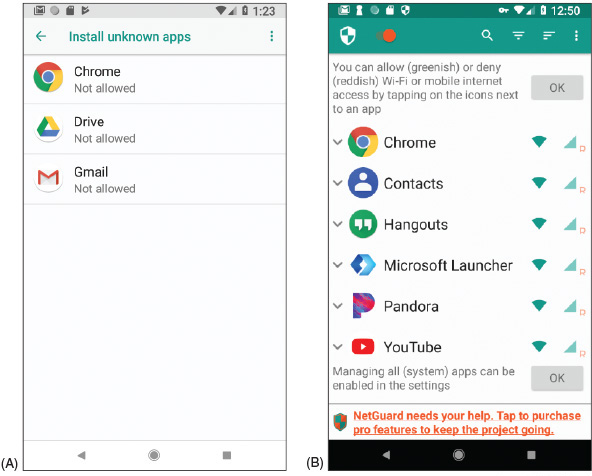 1:23
Install unknown apps
Chrome
Not allowed
Drive
Not allowed
Gmail
Not allowed
(A)
12:50
You can allow (greenish) or deny
(reddish) Wi-Fi or mobile internet
access by tapping on the icons next
to an app
OK
Chrome
R
Contacts
R
Hangouts
R
Microsoft Launcher
R
Pandora
R
YouTube
R
Managing all (system) apps can be
enabled in the settings
OK
NetGuard needs your help. Tap to purchase
pro features to keep the project going.
(B)